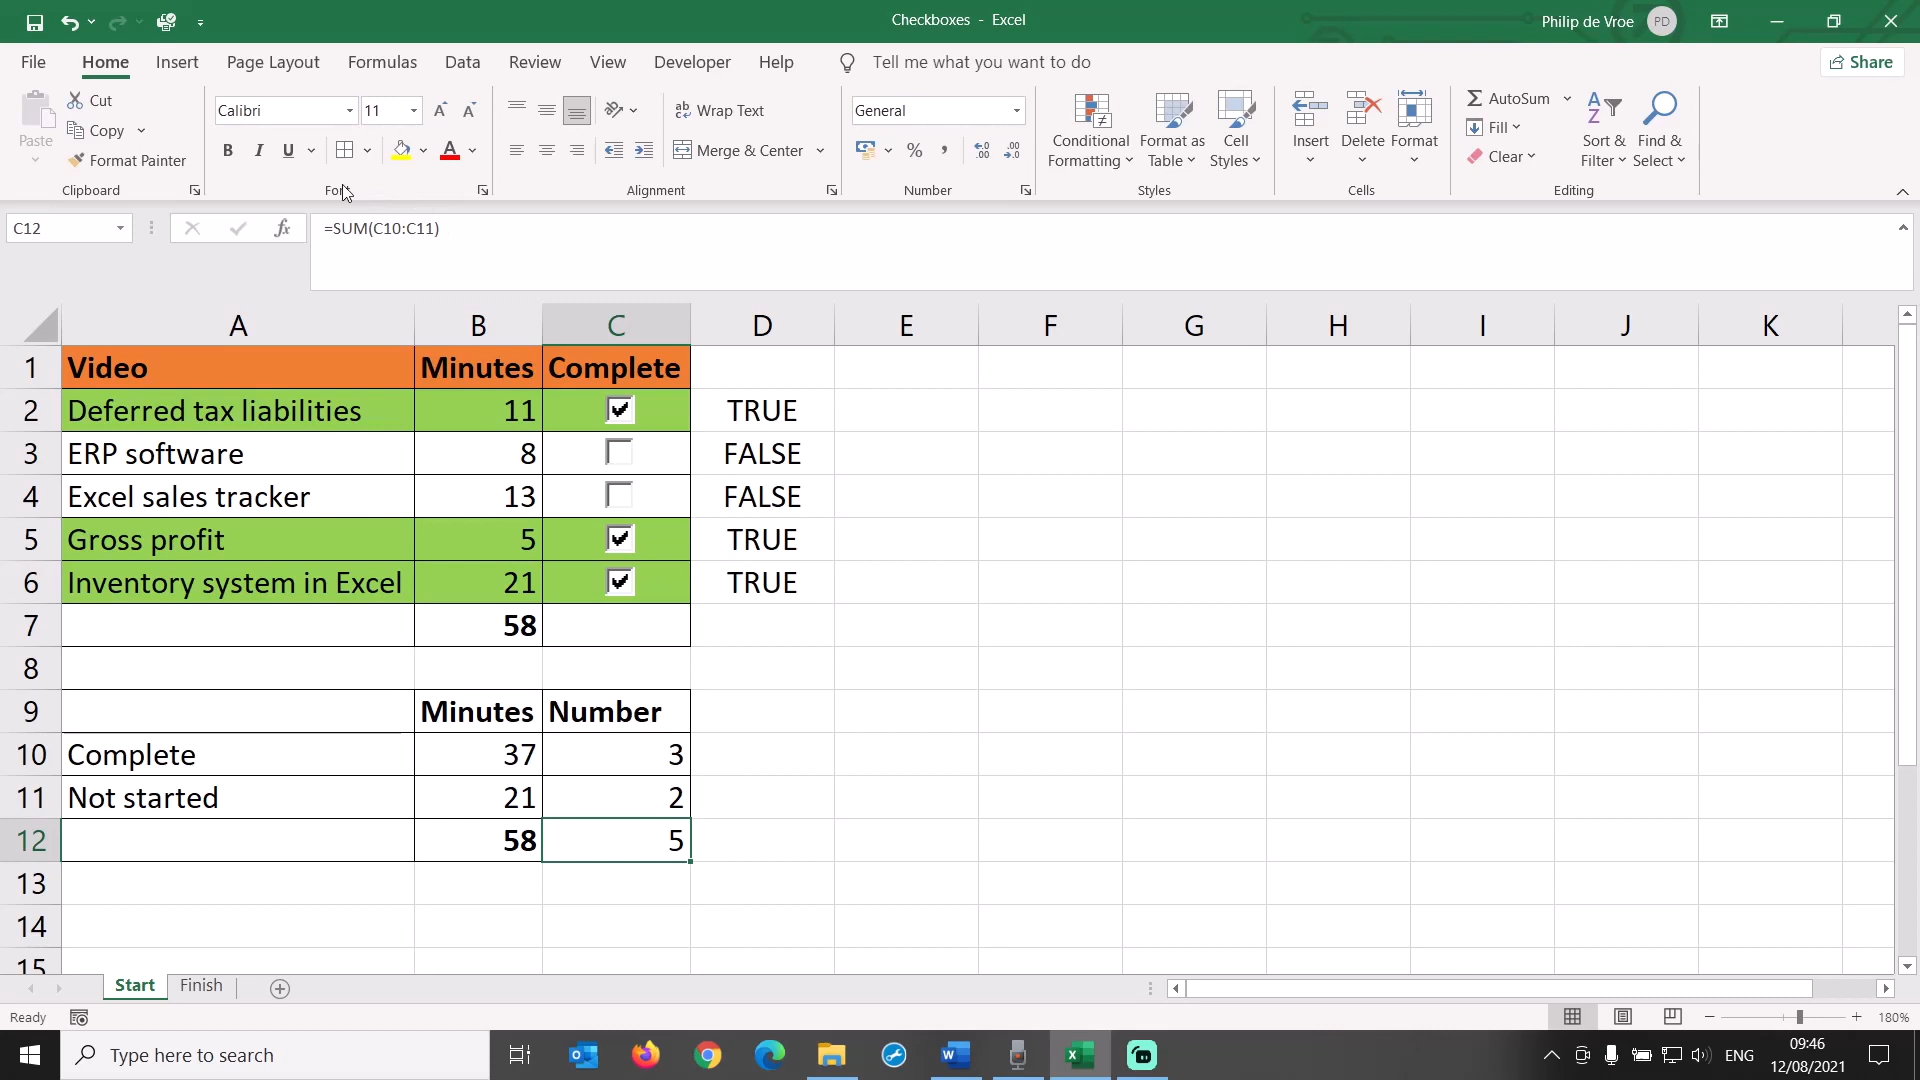 Checkboxes - Excel
Philip de Vroe PD
File Home Insert Page Layout Formulas Data Review View Developer Help Tell me what you want to do Share
Paste
Cut
Copy
Format Painter
Clipboard
Calibri 11
B I U
Wrap Text
Merge & Center
Alignment
General
Number
Conditional Formatting
Format as Table
Cell Styles
Styles
Insert
Delete
Format
Cells
AutoSum
Fill
Clear
Sort & Filter
Find & Select
Editing
C12 fx =SUM(C10:C11)
A B C D E F G H I J K
1 Video Minutes Complete
2 Deferred tax liabilities 11 TRUE
3 ERP software 8 FALSE
4 Excel sales tracker 13 FALSE
5 Gross profit 5 TRUE
6 Inventory system in Excel 21 TRUE
7 58
8
9 Minutes Number
10 Complete 37 3
11 Not started 21 2
12 58 5
13
14
15
Start Finish
Ready 180%
Type here to search ENG 09:46
12/08/2021